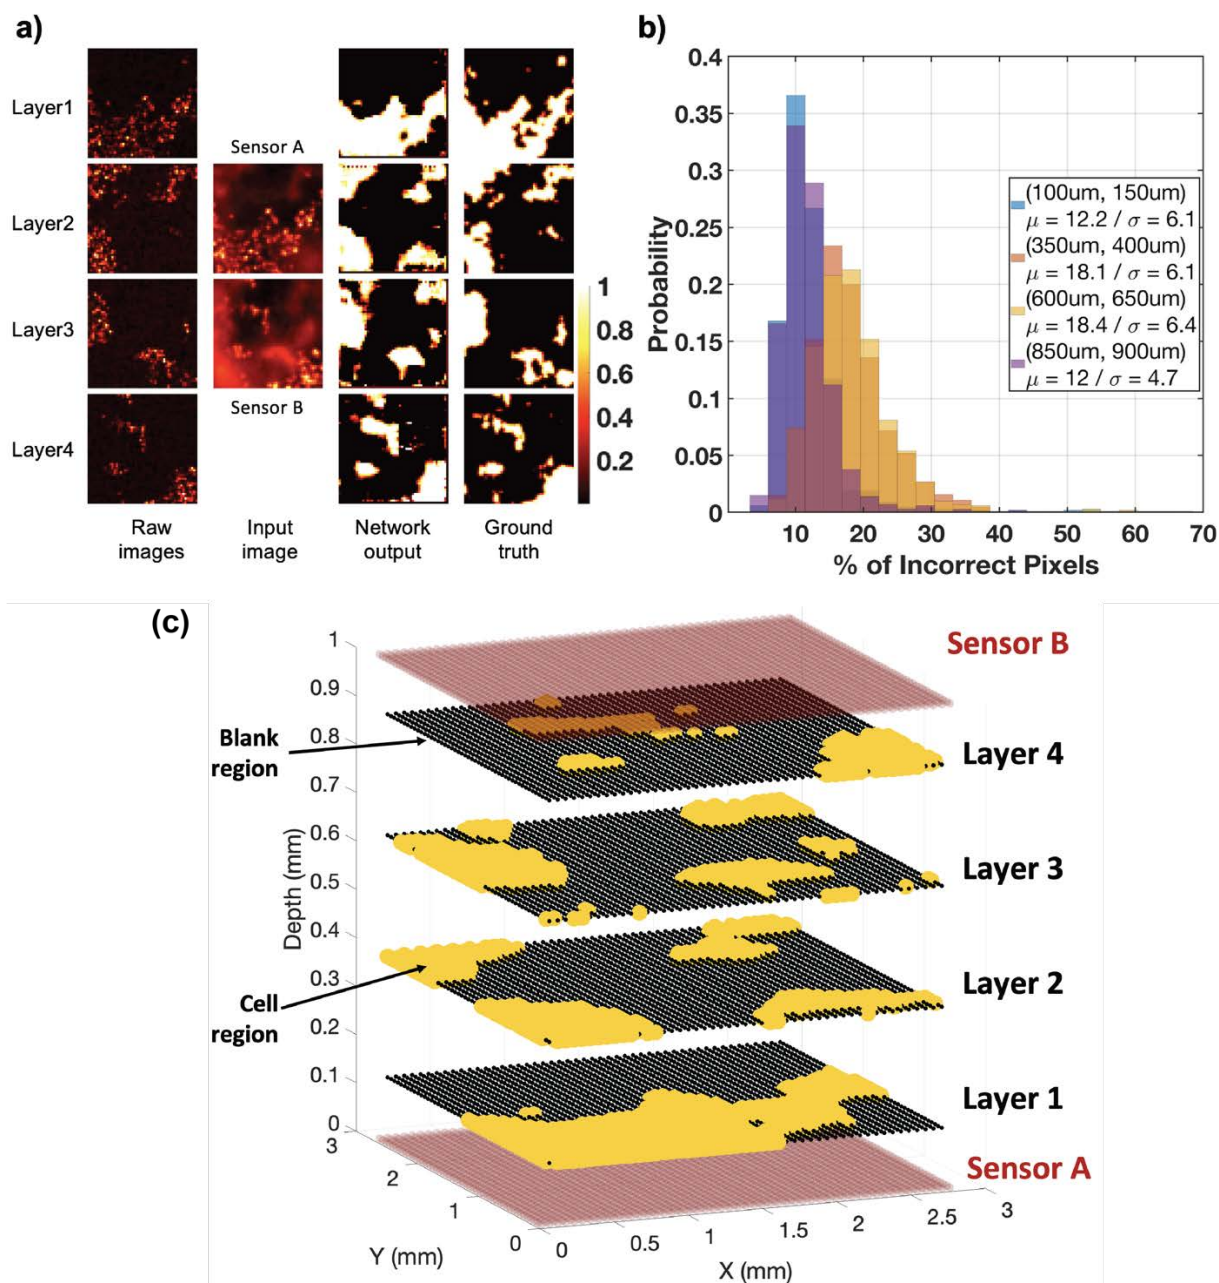 a)
Layer1
Layer2
Layer3
Layer4
Sensor A
Sensor B
1
0.8
0.6
0.4
0.2
Raw
images
Input
image
Network
output
Ground
truth
b)
0.4
0.35
0.3
0.25
0.2
0.15
0.1
0.05
0
Probability
10
20
30
40
50
60
70
% of Incorrect Pixels
(100um, 150um)
μ = 12.2 / σ = 6.1
(350um, 400um)
μ = 18.1 / σ = 6.1
(600um, 650um)
μ = 18.4 / σ = 6.4
(850um, 900um)
μ = 12 / σ = 4.7
(c)
Sensor B
Layer 4
Layer 3
Layer 2
Layer 1
Sensor A
Blank
region
Cell
region
1
0.9
0.8
0.7
0.6
0.5
0.4
0.3
0.2
0.1
0
Depth (mm)
3
2
1
0
Y (mm)
0
0.5
1
1.5
2
2.5
3
X (mm)